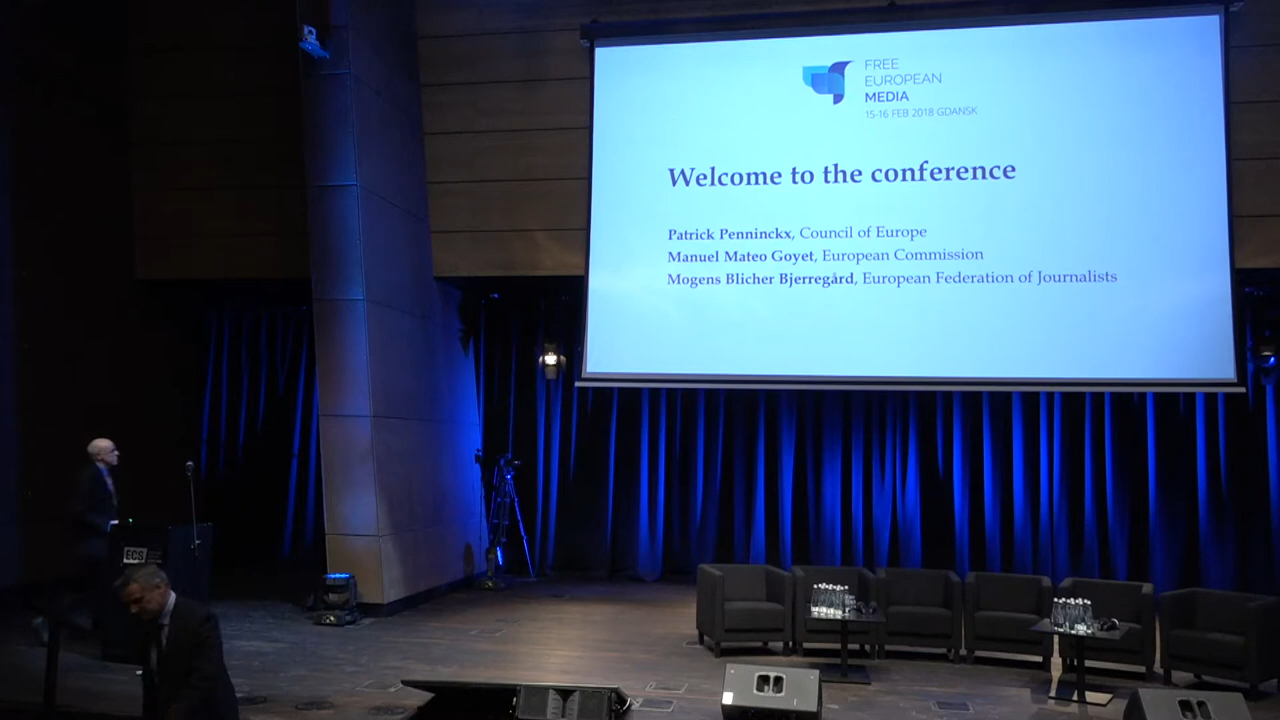 FREE
EUROPEAN
MEDIA
15-16 FEB 2018 GDANSK
Welcome to the conference
Patrick Penninckx, Council of Europe
Manuel Mateo Goyet, European Commission
Mogens Blicher Bjerregård, European Federation of Journalists
ECS